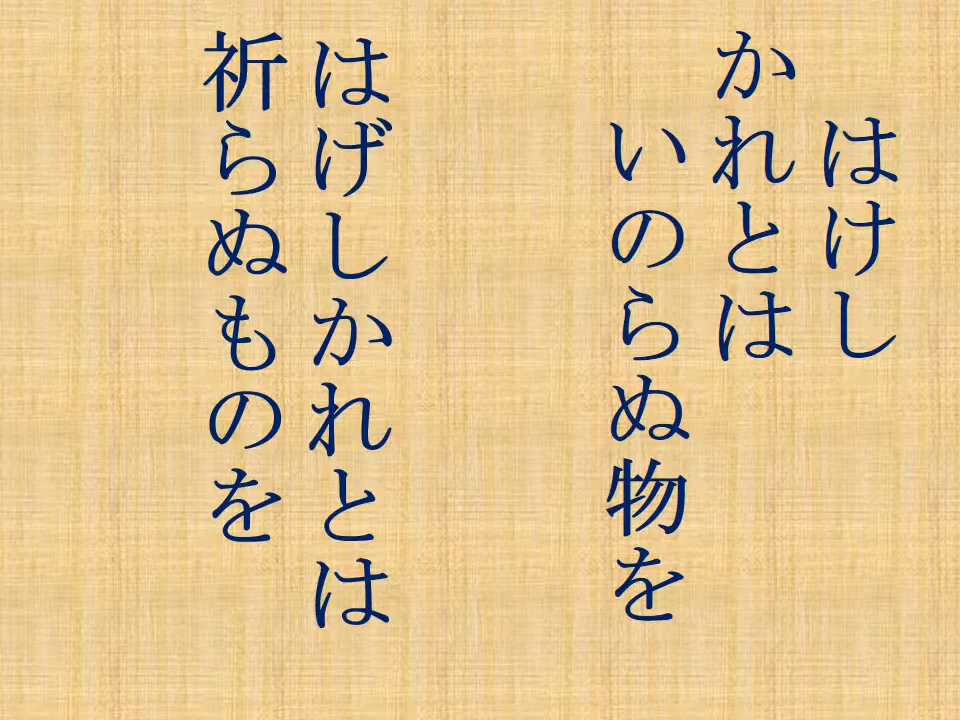 はけし
かれとは
いのらぬ物を
はげしかれとは
祈らぬものを